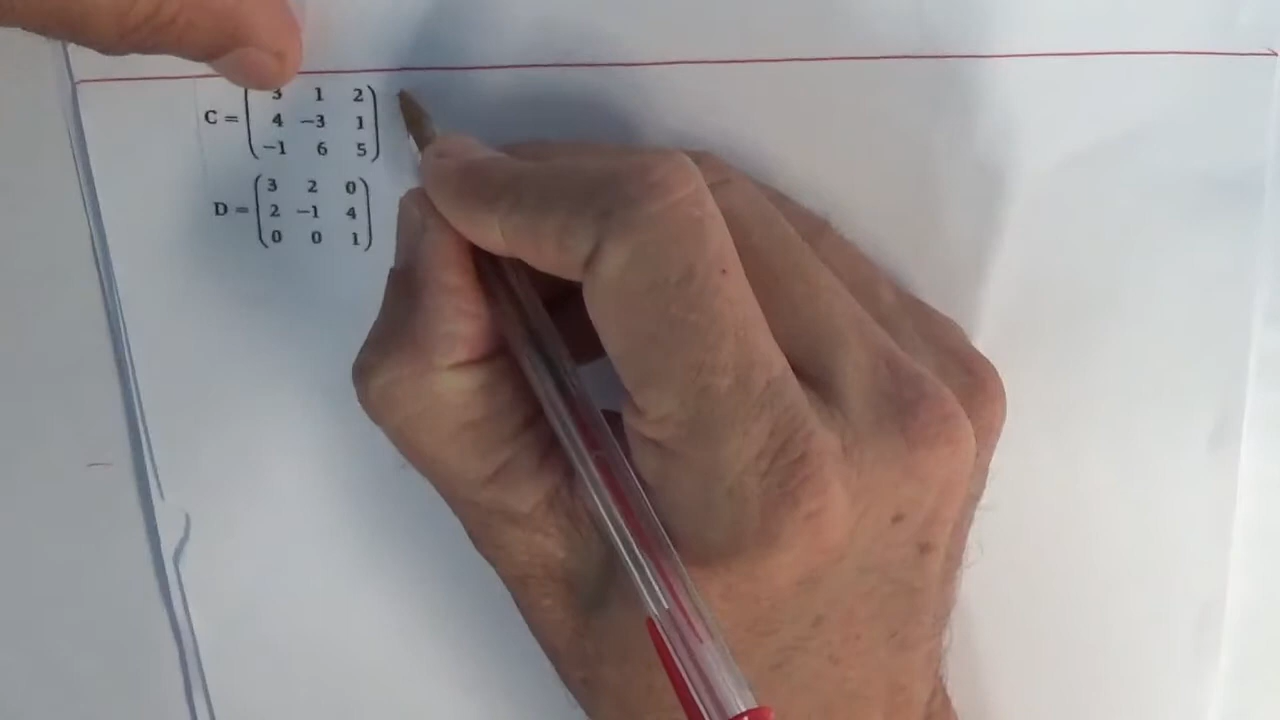 3 1 2
C = 4 −3 1
−1 6 5
3 2 0
D = 2 −1 4
0 0 1